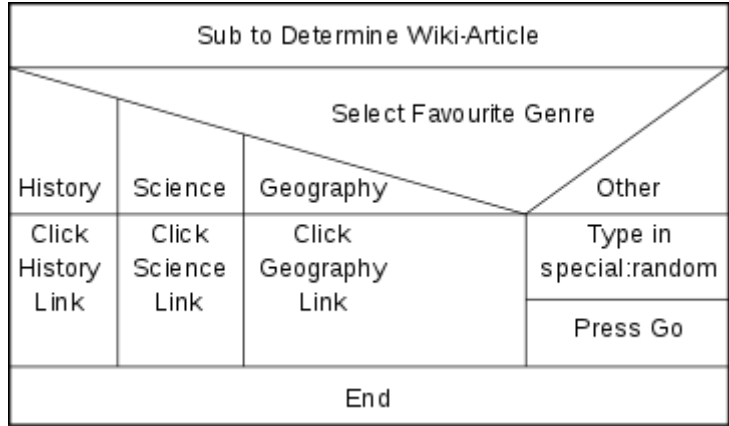 Sub to Determine Wiki-Article
Select Favourite Genre
History
Science
Geography
Other
Click
History
Link
Click
Science
Link
Click
Geography
Link
Type in
special:random
Press Go
End